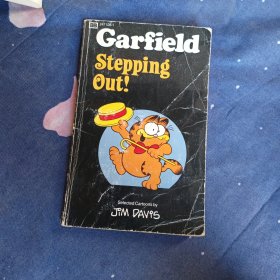 Garfield
Stepping
Out!
Selected Cartoons by
JIM DAVIS